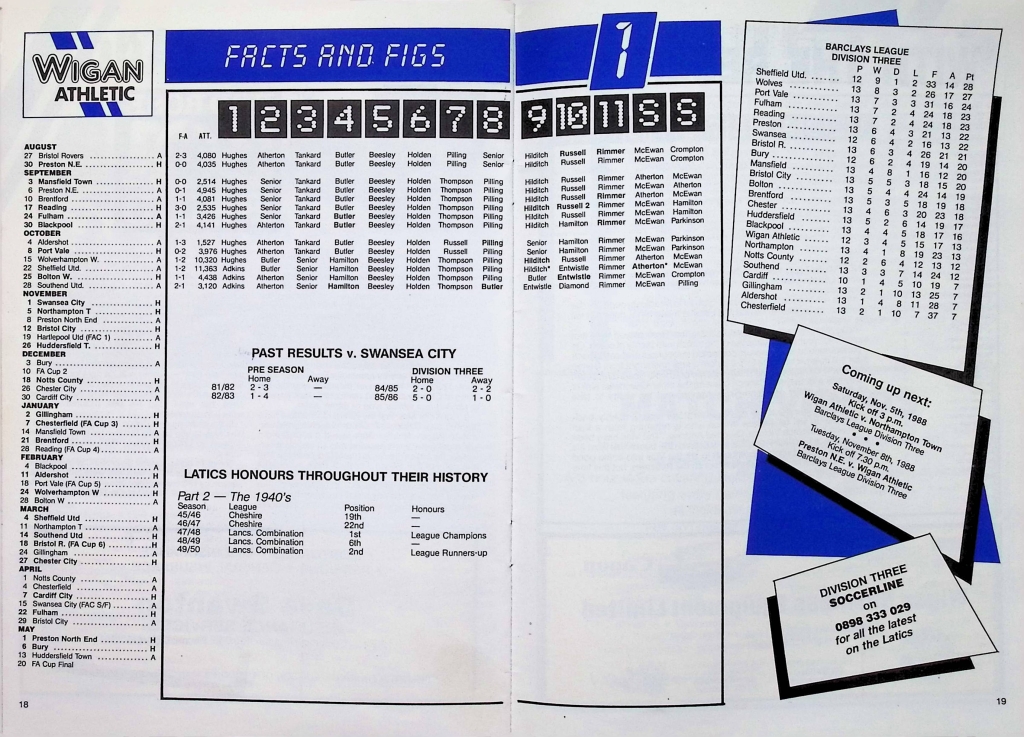 WIGAN
ATHLETIC
FACTS AND FIGS
1
F-A ATT. 1 2 3 4 5 6 7 8 9 10 11 S S
AUGUST
27 Bristol Rovers A 2-3 4,080 Hughes Atherton Tankard Butler Beesley Holden Pilling Senior Hilditch Russell Rimmer McEwan Crompton
30 Preston N.E. A 0-0 4,035 Hughes Atherton Tankard Butler Beesley Holden Pilling Senior Hilditch Russell Rimmer McEwan Crompton
SEPTEMBER
3 Mansfield Town H 0-0 2,514 Hughes Atherton Senior Tankard Beesley Holden Thompson Pilling Hilditch Russell Rimmer Atherton McEwan
6 Preston N.E. A 0-1 4,945 Hughes Senior Tankard Butler Beesley Holden Thompson Pilling Hilditch Russell Rimmer Atherton McEwan
10 Brentford A 1-1 4,081 Hughes Senior Tankard Butler Beesley Holden Thompson Pilling Hilditch Russell Rimmer McEwan Hamilton
17 Reading H 3-0 2,535 Hughes Senior Tankard Butler Beesley Holden Thompson Pilling Hilditch Russell 2 Rimmer McEwan Hamilton
24 Fulham A 1-1 3,426 Hughes Senior Tankard Butler Beesley Holden Thompson Pilling Hilditch Russell Rimmer McEwan Hamilton
30 Blackpool H 2-1 4,141 Hughes Atherton Tankard Butler Beesley Holden Thompson Pilling Hilditch Hamilton Rimmer McEwan Parkinson
OCTOBER
4 Aldershot A 1-3 1,527 Hughes Atherton Tankard Butler Beesley Holden Russell Pilling Senior Hamilton Rimmer McEwan Parkinson
8 Port Vale H 0-2 3,976 Hughes Atherton Tankard Butler Beesley Holden Russell Pilling Senior Hamilton Rimmer McEwan Parkinson
15 Wolverhampton W. A 1-2 10,320 Hughes Butler Senior Hamilton Beesley Holden Thompson Pilling Hilditch Russell Rimmer Atherton McEwan
22 Sheffield Utd. A 1-2 11,363 Adkins Butler Senior Hamilton Beesley Holden Thompson Pilling Hilditch* Entwistle Rimmer Atherton* McEwan
25 Bolton W. H 1-1 4,438 Adkins Atherton Senior Hamilton Beesley Holden Thompson Pilling Butler Entwistle Rimmer McEwan Crompton
28 Southend Utd. A 2-1 3,120 Adkins Atherton Senior Hamilton Beesley Holden Thompson Butler Entwistle Diamond Rimmer McEwan Pilling
NOVEMBER
1 Swansea City H
5 Northampton T H
8 Preston North End A
12 Bristol City H
19 Hartlepool Utd (FAC 1) A
26 Huddersfield T. H
DECEMBER
3 Bury A
10 FA Cup 2
18 Notts County H
26 Chester City A
30 Cardiff City A
JANUARY
2 Gillingham H
7 Chesterfield (FA Cup 3) H
14 Mansfield Town A
21 Brentford H
28 Reading (FA Cup 4) A
FEBRUARY
4 Blackpool A
11 Aldershot H
18 Port Vale (FA Cup 5) A
24 Wolverhampton W H
28 Bolton W A
MARCH
4 Sheffield Utd H
11 Northampton T A
14 Southend Utd H
18 Bristol R. (FA Cup 6) H
24 Gillingham A
27 Chester City H
APRIL
1 Notts County A
4 Chesterfield A
7 Cardiff City H
15 Swansea City (FAC S/F) A
22 Fulham H
29 Bristol City A
MAY
1 Preston North End H
6 Bury H
13 Huddersfield Town A
20 FA Cup Final
PAST RESULTS v. SWANSEA CITY
PRE SEASON DIVISION THREE
Home Away Home Away
81/82 2 - 3 — 84/85 2 - 0 2 - 2
82/83 1 - 4 — 85/86 5 - 0 1 - 0
LATICS HONOURS THROUGHOUT THEIR HISTORY
Part 2 — The 1940's
Season League Position Honours
45/46 Cheshire 19th —
46/47 Cheshire 22nd —
47/48 Lancs. Combination 1st League Champions
48/49 Lancs. Combination 6th —
49/50 Lancs. Combination 2nd League Runners-up
18
BARCLAYS LEAGUE
DIVISION THREE
P W D L F A Pt
Sheffield Utd. 12 9 1 2 33 14 28
Wolves 13 8 3 2 26 17 27
Port Vale 13 7 3 3 31 16 24
Fulham 13 7 2 4 24 18 23
Reading 13 7 2 4 24 18 23
Preston 13 6 4 3 21 13 22
Swansea 12 6 4 2 16 13 22
Bristol R. 13 6 3 4 26 21 21
Bury 12 6 2 4 19 14 20
Mansfield 13 4 8 1 16 12 20
Bristol City 13 5 5 3 18 15 20
Bolton 13 5 4 4 24 14 19
Brentford 13 5 3 5 18 19 18
Chester 13 4 6 3 20 23 18
Huddersfield 13 5 2 6 14 19 17
Blackpool 13 4 4 5 18 17 16
Wigan Athletic 12 3 4 5 15 17 13
Northampton 13 4 1 8 19 23 13
Notts County 12 2 6 4 12 13 12
Southend 13 3 3 7 14 24 12
Cardiff 10 1 4 5 10 19 7
Gillingham 13 2 1 10 13 25 7
Aldershot 13 1 4 8 11 28 7
Chesterfield 13 2 1 10 7 37 7
Coming up next:
Saturday, Nov. 5th, 1988
Kick off 3 p.m.
Wigan Athletic v. Northampton Town
Barclays League Division Three
Tuesday, November 8th, 1988
Kick off 7.30 p.m.
Preston N.E. v. Wigan Athletic
Barclays League Division Three
DIVISION THREE
SOCCERLINE
on
0898 333 029
for all the latest
on the Latics
19